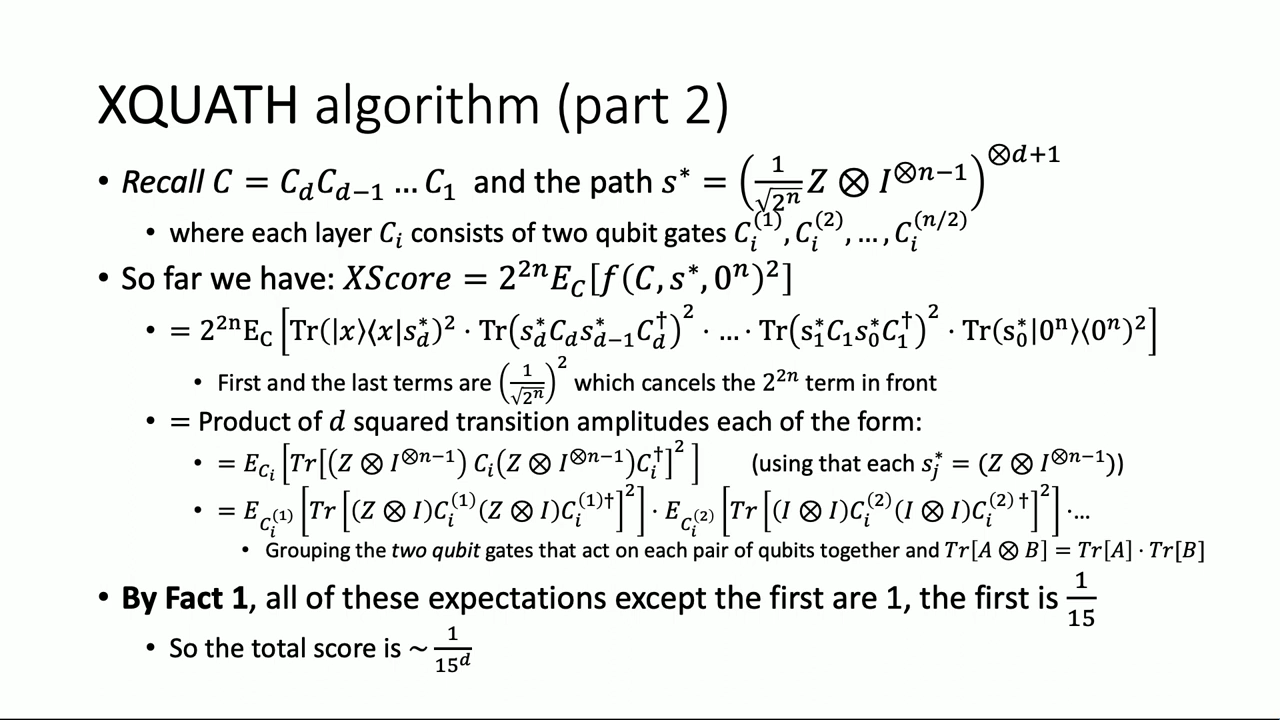 XQUATH algorithm (part 2)
• Recall C = C_d C_{d−1} … C_1 and the path s* = (1/√2ⁿ Z ⊗ I^{⊗n−1})^{⊗d+1}
• where each layer C_i consists of two qubit gates C_i^{(1)}, C_i^{(2)}, …, C_i^{(n/2)}
• So far we have: XScore = 2^{2n}E_C[f(C, s*, 0ⁿ)²]
• = 2^{2n}E_C[Tr(|x⟩⟨x|s_d*)² · Tr(s_d* C_d s_{d−1}* C_d†)² · … · Tr(s_1* C_1 s_0* C_1†)² · Tr(s_0*|0ⁿ⟩⟨0ⁿ)²]
• First and the last terms are (1/√2ⁿ)² which cancels the 2^{2n} term in front
• = Product of d squared transition amplitudes each of the form:
• = E_{C_i}[Tr[(Z ⊗ I^{⊗n−1}) C_i(Z ⊗ I^{⊗n−1})C_i†]²] (using that each s_j* = (Z ⊗ I^{⊗n−1}))
• = E_{C_i^{(1)}}[Tr[(Z ⊗ I)C_i^{(1)}(Z ⊗ I)C_i^{(1)†}]²] · E_{C_i^{(2)}}[Tr[(I ⊗ I)C_i^{(2)}(I ⊗ I)C_i^{(2)†}]²] ·…
• Grouping the two qubit gates that act on each pair of qubits together and Tr[A ⊗ B] = Tr[A] · Tr[B]
• By Fact 1, all of these expectations except the first are 1, the first is 1/15
• So the total score is ~ 1/15^d